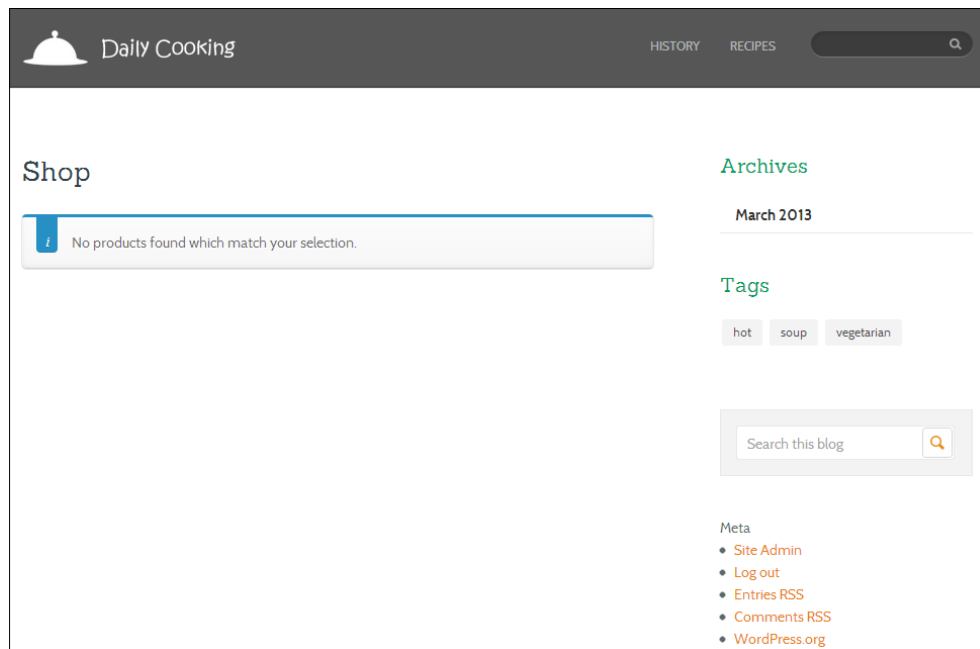 Daily Cooking
HISTORY RECIPES
Shop
i No products found which match your selection.
Archives
March 2013
Tags
hot soup vegetarian
Search this blog
Meta
Site Admin
Log out
Entries RSS
Comments RSS
WordPress.org